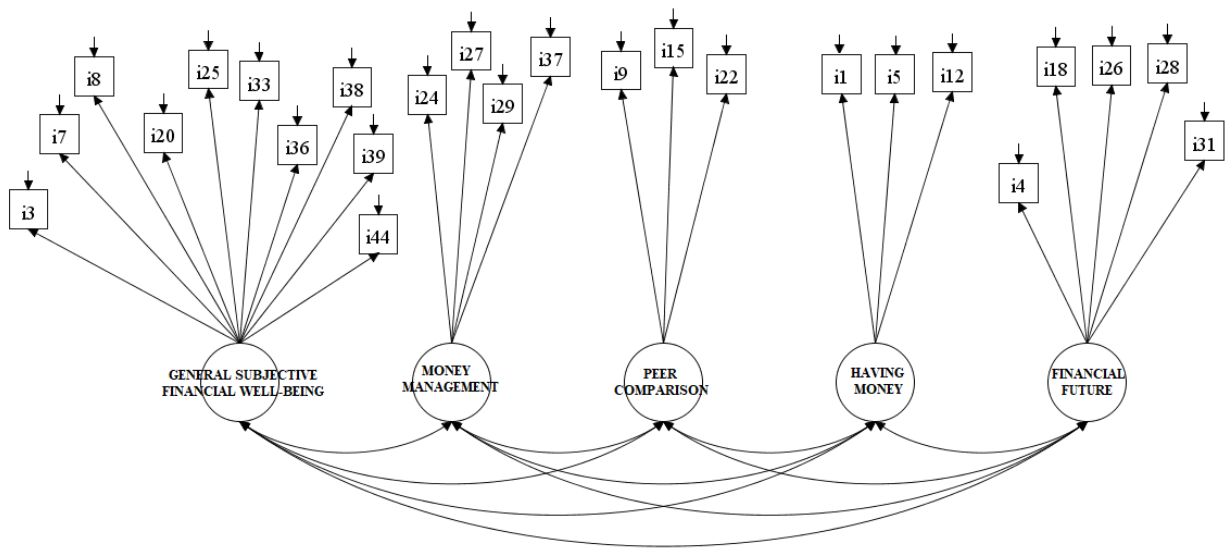 i3
i7
i8
i20
i25
i33
i36
i38
i39
i44
i24
i27
i29
i37
i9
i15
i22
i1
i5
i12
i4
i18
i26
i28
i31
GENERAL SUBJECTIVE
FINANCIAL WELL-BEING
MONEY
MANAGEMENT
PEER
COMPARISON
HAVING
MONEY
FINANCIAL
FUTURE